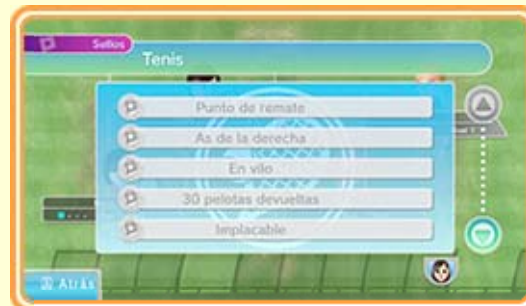 Sellos
Tenis
Punto de remate
As de la derecha
En vilo
30 pelotas devueltas
Implacable
Atrás